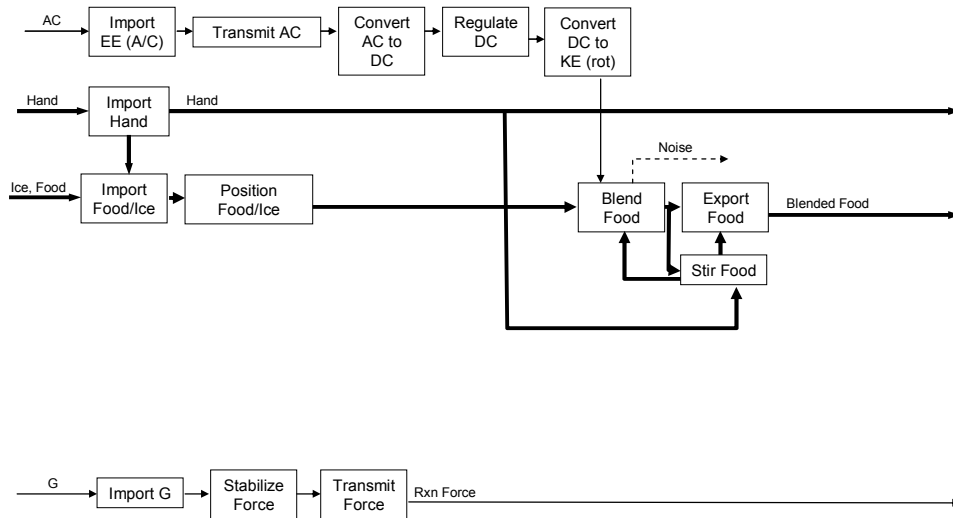 AC
Import
EE (A/C)
Transmit AC
Convert
AC to
DC
Regulate
DC
Convert
DC to
KE (rot)
Hand
Import
Hand
Hand
Noise
Ice, Food
Import
Food/Ice
Position
Food/Ice
Blend
Food
Export
Food
Blended Food
Stir Food
G
Import G
Stabilize
Force
Transmit
Force
Rxn Force